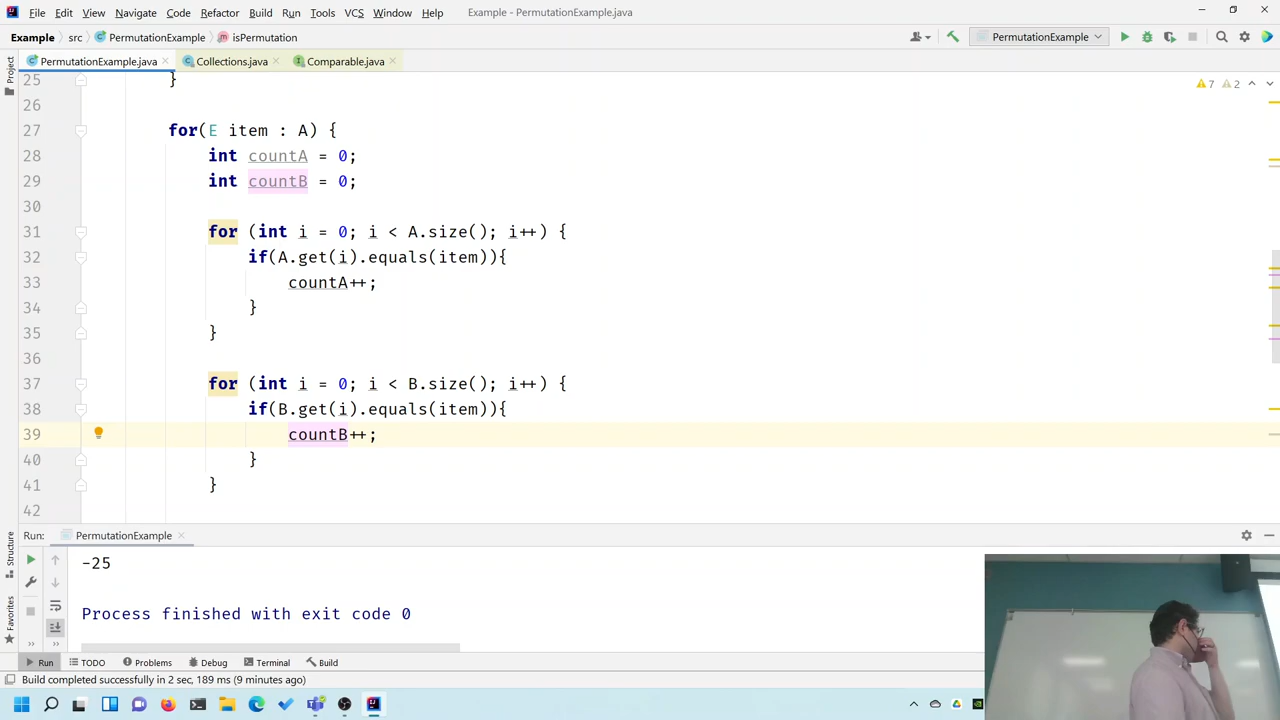 File Edit View Navigate Code Refactor Build Run Tools VCS Window Help Example - PermutationExample.java
Example src PermutationExample isPermutation PermutationExample
PermutationExample.java Collections.java Comparable.java
Project
25 }
7 2
26
27 for(E item : A) {
28 int countA = 0;
29 int countB = 0;
30
31 for (int i = 0; i < A.size(); i++) {
32 if(A.get(i).equals(item)){
33 countA++;
34 }
35 }
36
37 for (int i = 0; i < B.size(); i++) {
38 if(B.get(i).equals(item)){
39 countB++;
40 }
41 }
42
Run: PermutationExample
Structure
Favorites
-25
Process finished with exit code 0
Run TODO Problems Debug Terminal Build
Build completed successfully in 2 sec, 189 ms (9 minutes ago)